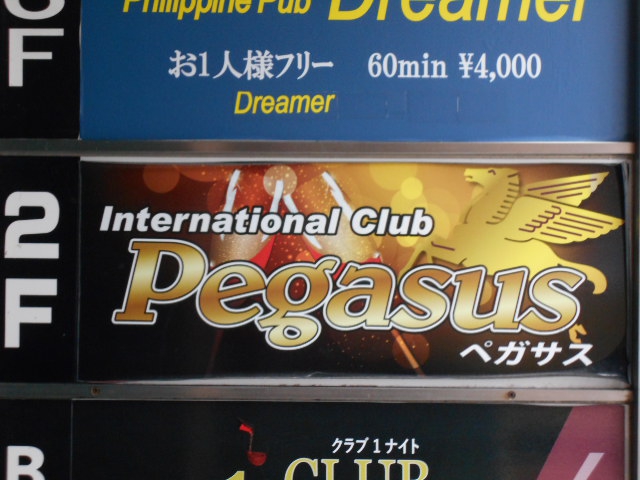 Philippine Pub Dreamer
F
お1人様フリー 60min ¥4,000
Dreamer
2F
International Club
Pegasus
ペガサス
クラブ1ナイト
CLUB